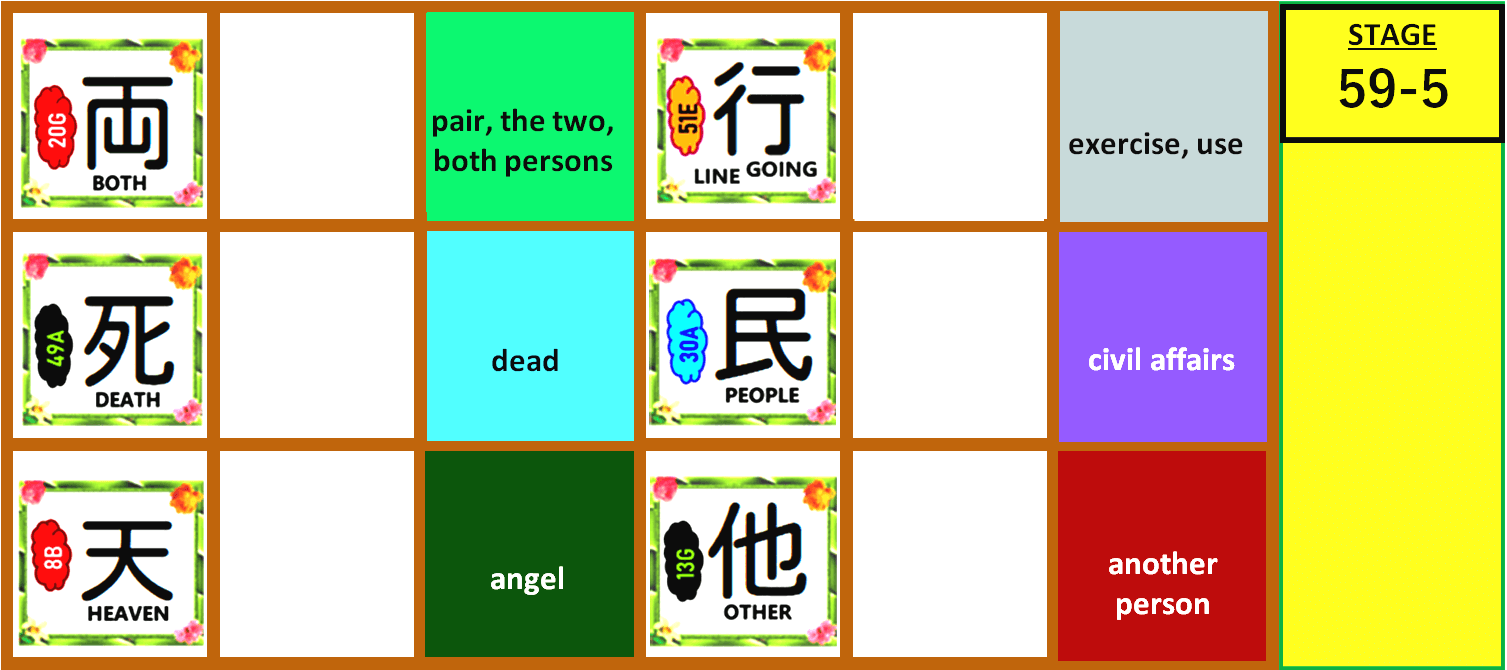 20G
両
BOTH
pair, the two,
both persons
51E
行
LINE GOING
exercise, use
STAGE
59-5
49A
死
DEATH
dead
30A
民
PEOPLE
civil affairs
8B
天
HEAVEN
angel
13G
他
OTHER
another
person